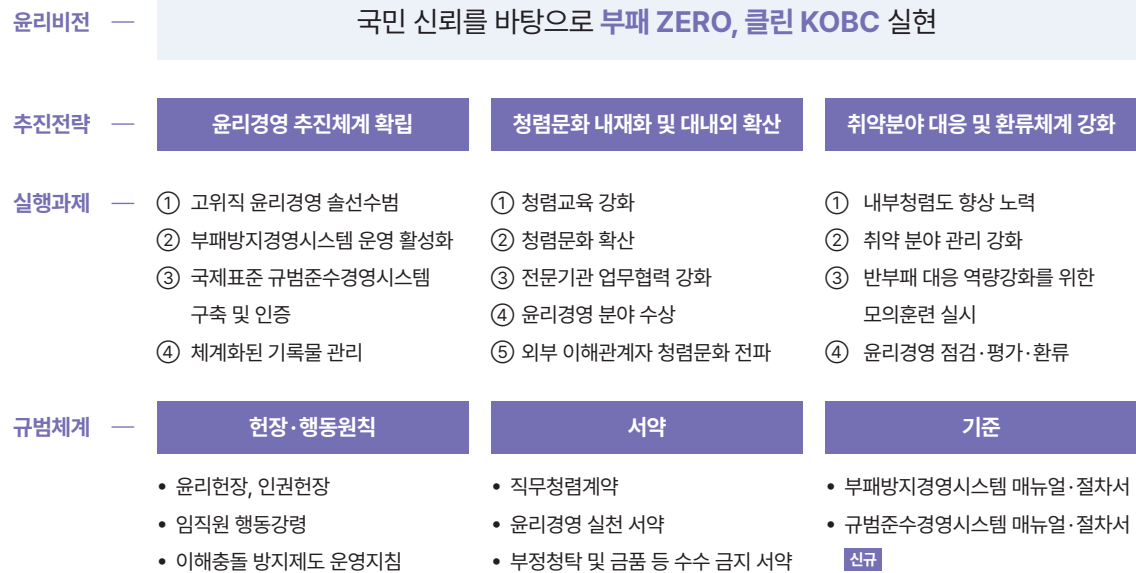 윤리비전 — 국민 신뢰를 바탕으로 부패 ZERO, 클린 KOBC 실현
추진전략 —
윤리경영 추진체계 확립
청렴문화 내재화 및 대내외 확산
취약분야 대응 및 환류체계 강화
실행과제 —
① 고위직 윤리경영 솔선수범
② 부패방지경영시스템 운영 활성화
③ 국제표준 규범준수경영시스템
구축 및 인증
④ 체계화된 기록물 관리
① 청렴교육 강화
② 청렴문화 확산
③ 전문기관 업무협력 강화
④ 윤리경영 분야 수상
⑤ 외부 이해관계자 청렴문화 전파
① 내부청렴도 향상 노력
② 취약 분야 관리 강화
③ 반부패 대응 역량강화를 위한
모의훈련 실시
④ 윤리경영 점검·평가·환류
규범체계 —
헌장·행동원칙
• 윤리헌장, 인권헌장
• 임직원 행동강령
• 이해충돌 방지제도 운영지침
서약
• 직무청렴계약
• 윤리경영 실천 서약
• 부정청탁 및 금품 등 수수 금지 서약
기준
• 부패방지경영시스템 매뉴얼·절차서
• 규범준수경영시스템 매뉴얼·절차서
신규